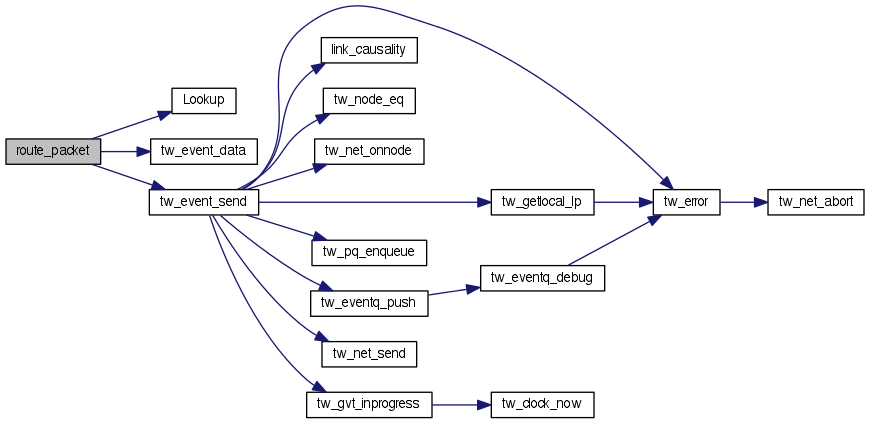 route_packet
Lookup
tw_event_data
tw_event_send
link_causality
tw_node_eq
tw_net_onnode
tw_getlocal_lp
tw_pq_enqueue
tw_eventq_push
tw_net_send
tw_gvt_inprogress
tw_eventq_debug
tw_clock_now
tw_error
tw_net_abort